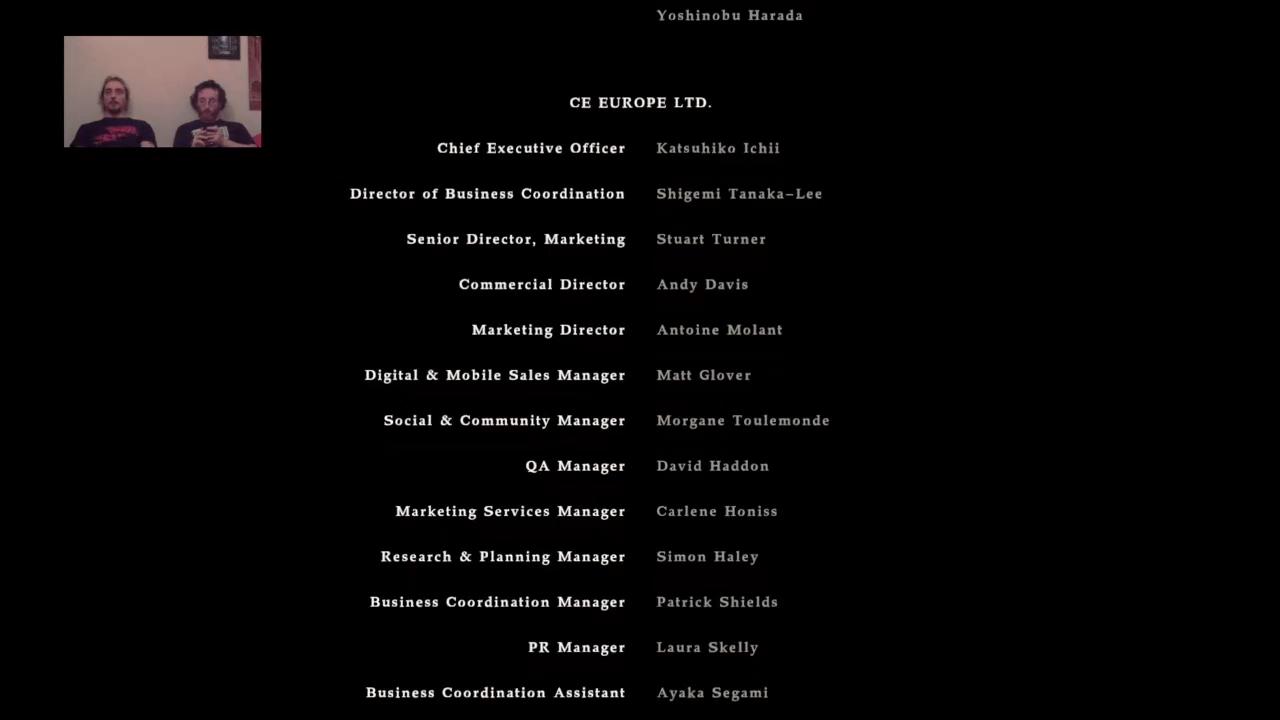 Yoshinobu Harada
CE EUROPE LTD.
Chief Executive Officer Katsuhiko Ichii
Director of Business Coordination Shigemi Tanaka-Lee
Senior Director, Marketing Stuart Turner
Commercial Director Andy Davis
Marketing Director Antoine Molant
Digital & Mobile Sales Manager Matt Glover
Social & Community Manager Morgane Toulemonde
QA Manager David Haddon
Marketing Services Manager Carlene Honiss
Research & Planning Manager Simon Haley
Business Coordination Manager Patrick Shields
PR Manager Laura Skelly
Business Coordination Assistant Ayaka Segami